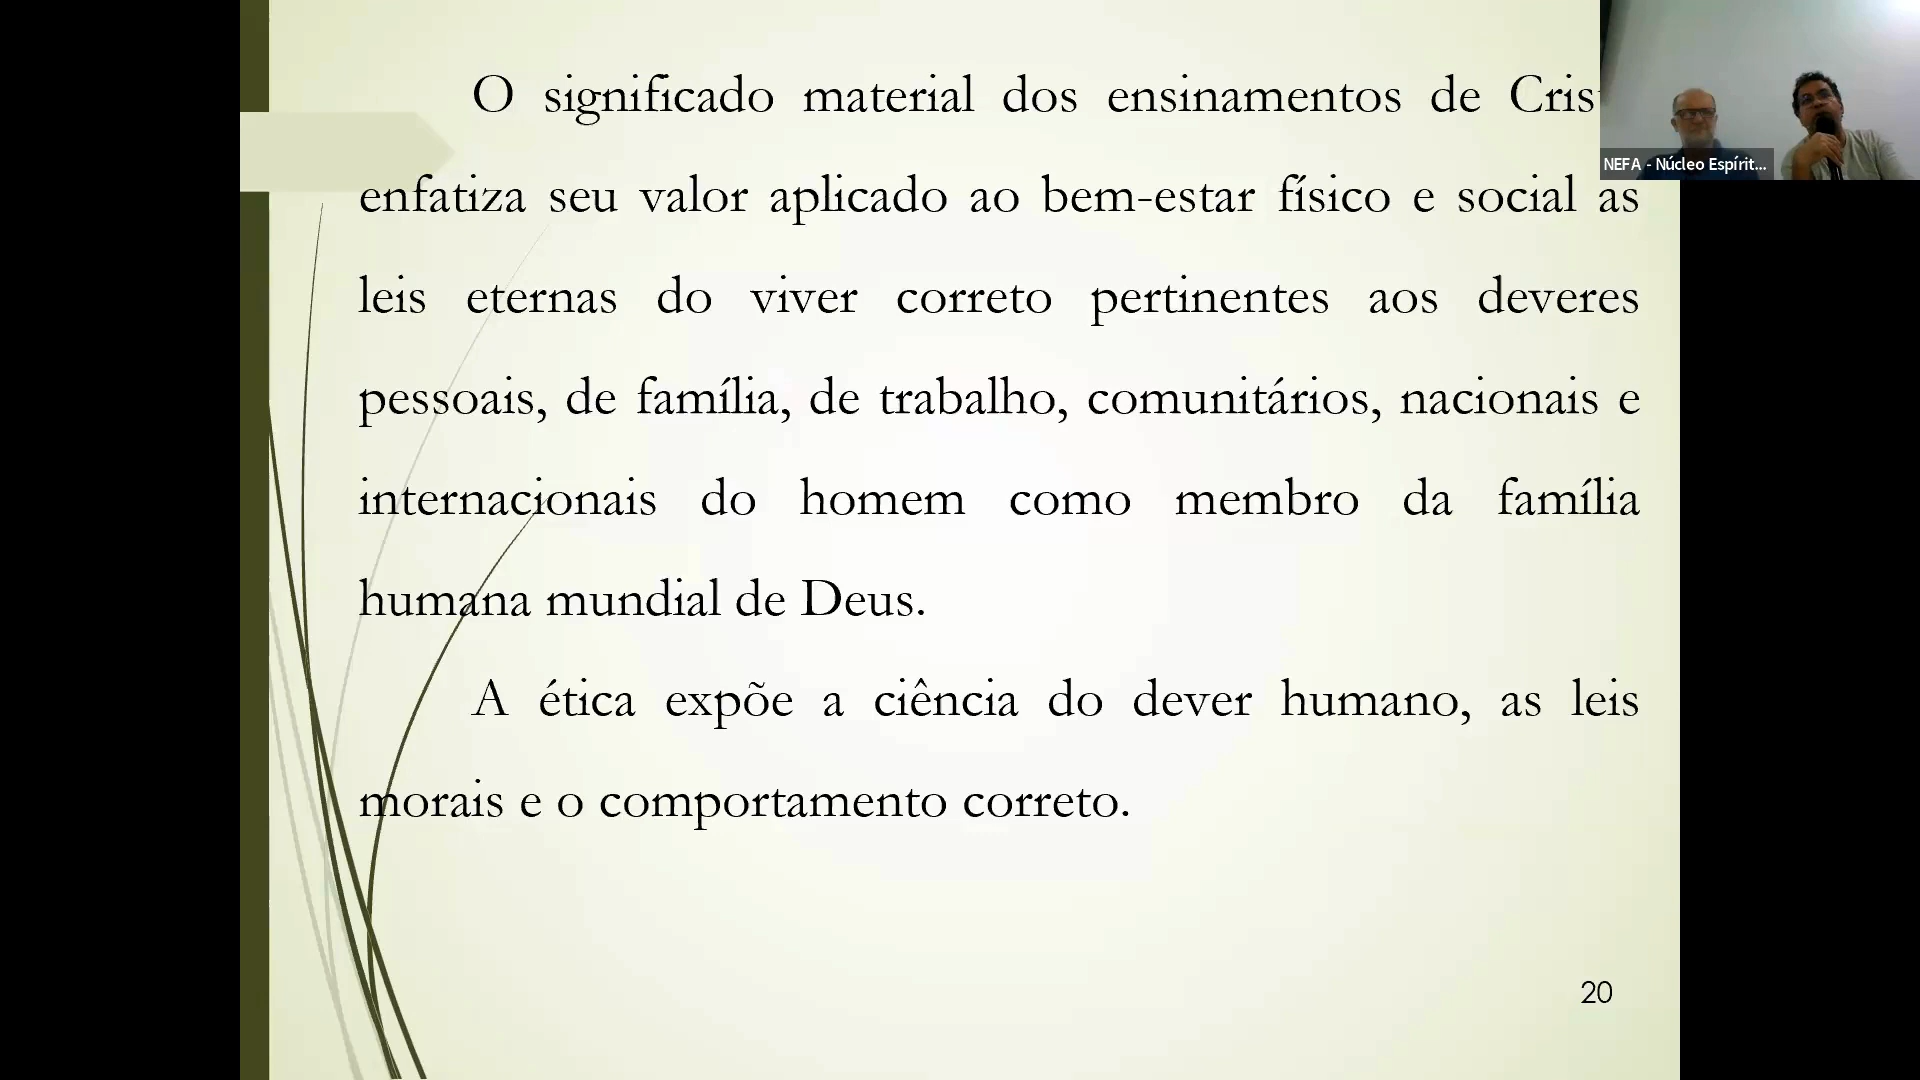 O significado material dos ensinamentos de Cris
enfatiza seu valor aplicado ao bem-estar físico e social as
leis eternas do viver correto pertinentes aos deveres
pessoais, de família, de trabalho, comunitários, nacionais e
internacionais do homem como membro da família
humana mundial de Deus.
A ética expõe a ciência do dever humano, as leis
morais e o comportamento correto.
20
NEFA - Núcleo Espírit...